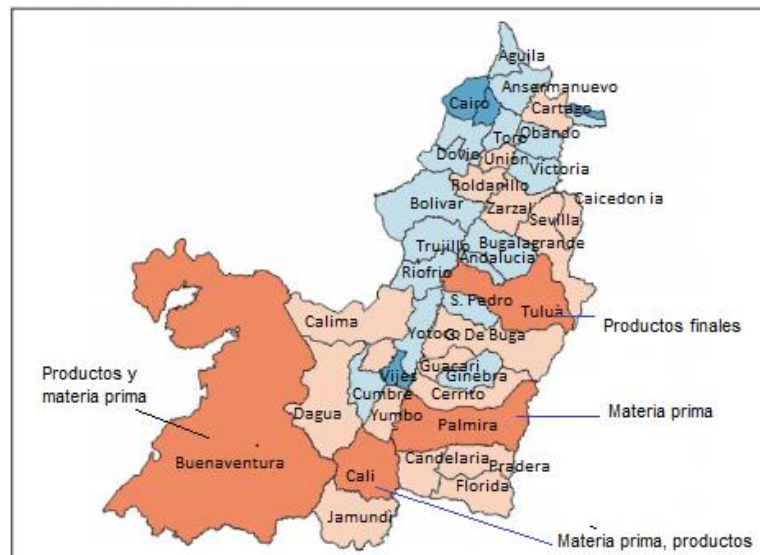 Aguila
Ansermanuevo
Cairo
Cartago
Toro
Obando
Dovio
Unión
Victoria
Roldanillo
Caicedon ia
Bolivar
Zarzal
Sevilla
Trujillo
Bugalagrande
Andalucia
Riofrio
S. Pedro
Tuluà
Calima
Productos finales
Yotoco
G. De Buga
Guacari
Vijes
Ginebra
Productos y
materia prima
Cumbre
Cerrito
Dagua
Yumbo
Materia prima
Palmira
Buenaventura
Candelaria
Pradera
Cali
Florida
Jamundi
Materia prima, productos